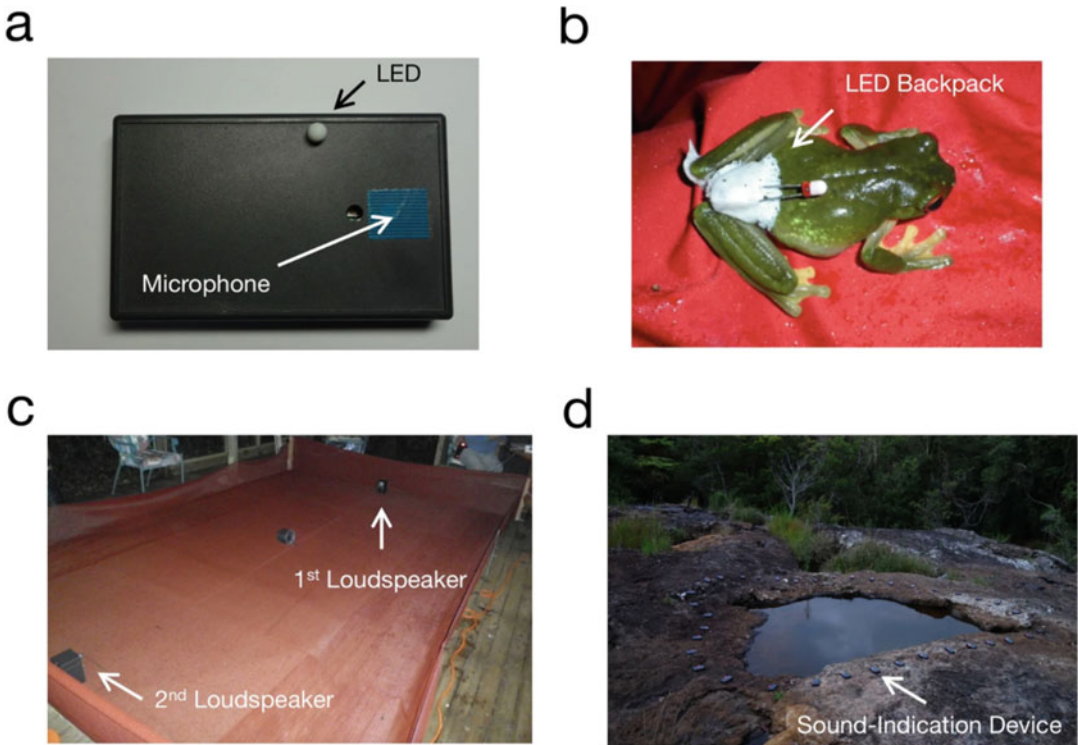 a
LED
Microphone
b
LED Backpack
c
1st Loudspeaker
2nd Loudspeaker
d
Sound-Indication Device